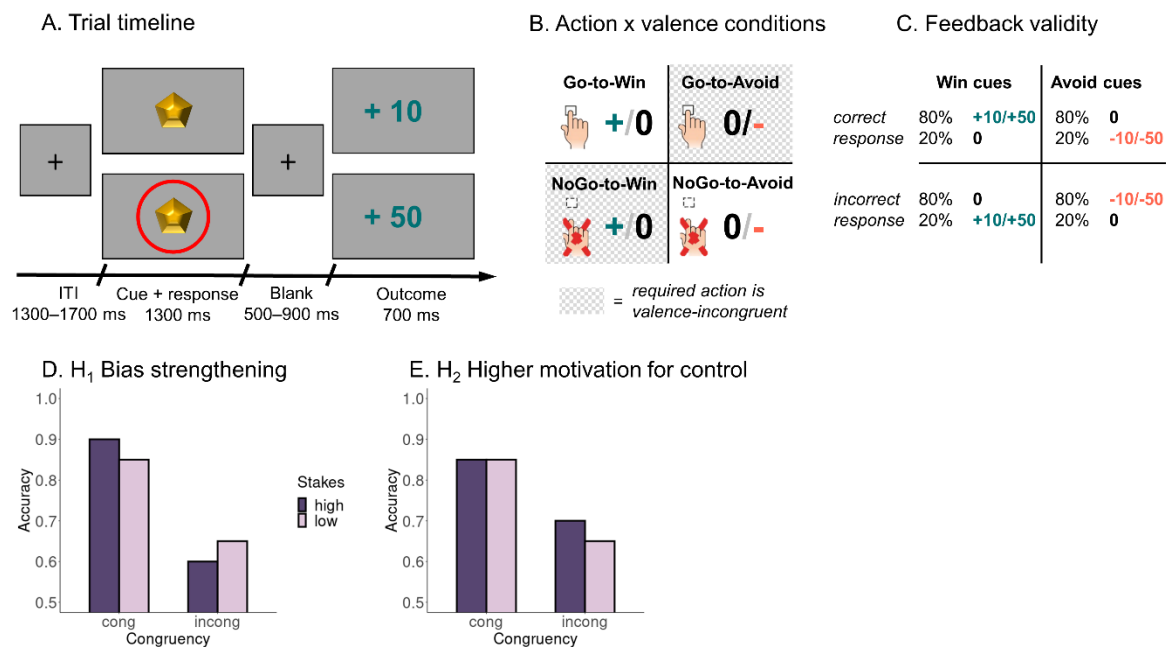 A. Trial timeline
+
+ 10
+
+ 50
ITI
1300–1700 ms
Cue + response
1300 ms
Blank
500–900 ms
Outcome
700 ms
B. Action x valence conditions
Go-to-Win
+/0
Go-to-Avoid
0/-
NoGo-to-Win
+/0
NoGo-to-Avoid
0/-
= required action is
valence-incongruent
C. Feedback validity
Win cues Avoid cues
correct 80% +10/+50 80% 0
response 20% 0 20% -10/-50
incorrect 80% 0 80% -10/-50
response 20% +10/+50 20% 0
D. H₁ Bias strengthening
1.0
0.9
0.8
0.7
0.6
0.5
Accuracy
cong incong
Congruency
Stakes
high
low
E. H₂ Higher motivation for control
1.0
0.9
0.8
0.7
0.6
0.5
Accuracy
cong incong
Congruency